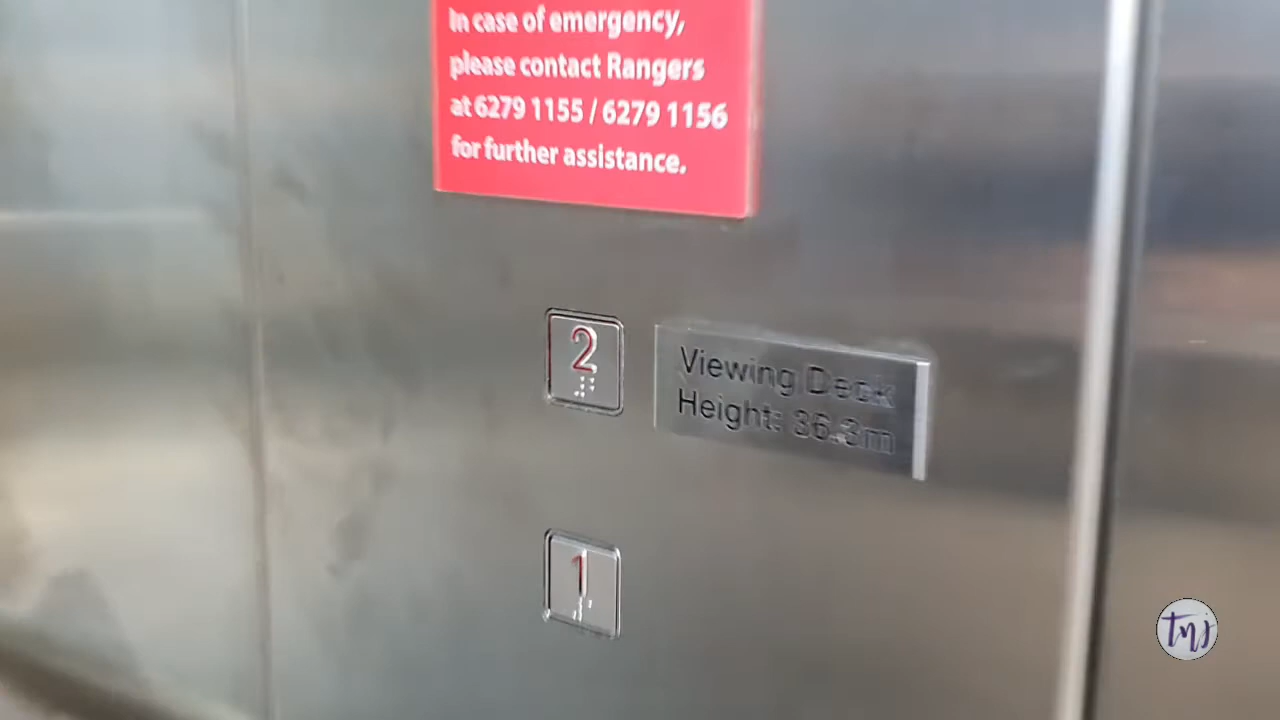 In case of emergency,
please contact Rangers
at 6279 1155 / 6279 1156
for further assistance.
2
Viewing Deck
Height: 36.3m
1
tnj